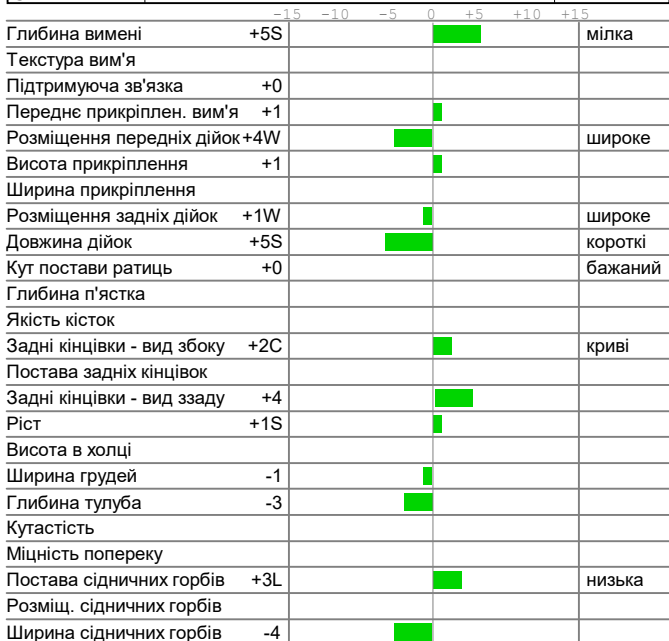 -15 -10 -5 0 +5 +10 +15
Глибина вимені +5S мілка
Текстура вим'я
Підтримуюча зв'язка +0
Переднє прикріплен. вим'я +1
Розміщення передніх дійок +4W широке
Висота прикріплення +1
Ширина прикріплення
Розміщення задніх дійок +1W широке
Довжина дійок +5S короткі
Кут постави ратиць +0 бажаний
Глибина п'ястка
Якість кісток
Задні кінцівки - вид збоку +2C криві
Постава задніх кінцівок
Задні кінцівки - вид ззаду +4
Ріст +1S
Висота в холці
Ширина грудей -1
Глибина тулуба -3
Кутастість
Міцність попереку
Постава сідничних горбів +3L низька
Розміщ. сідничних горбів
Ширина сідничних горбів -4